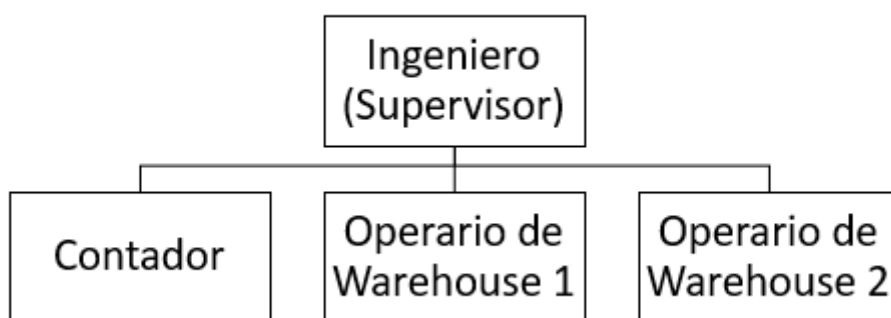 Ingeniero
(Supervisor)
Contador
Operario de
Warehouse 1
Operario de
Warehouse 2